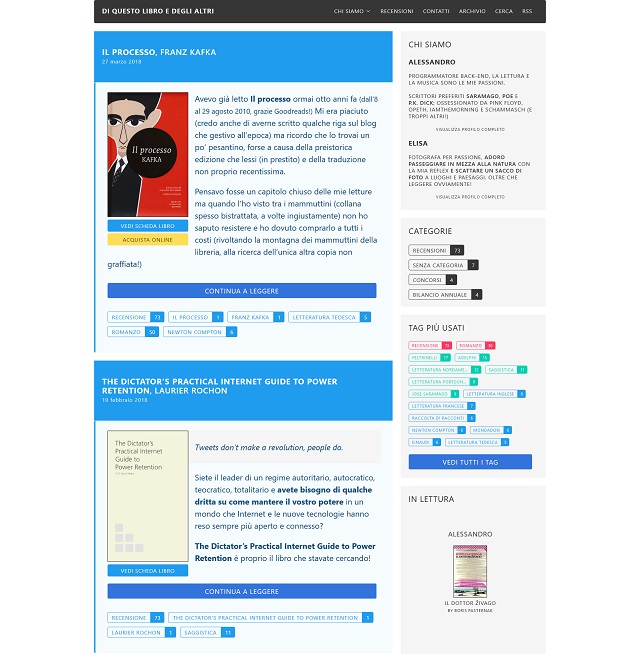 DI QUESTO LIBRO E DEGLI ALTRI
CHI SIAMO RECENSIONI CONTATTI ARCHIVIO CERCA RSS
IL PROCESSO, FRANZ KAFKA
27 marzo 2018
Il processo
KAFKA
VEDI SCHEDA LIBRO
ACQUISTA ONLINE
Avevo già letto Il processo ormai otto anni fa (dall'8
al 29 agosto 2010, grazie Goodreads!) Mi era piaciuto
(credo anche di averne scritto qualche riga sul blog
che gestivo all'epoca) ma ricordo che lo trovai un
po' pesantino, forse a causa della preistorica
edizione che lessi (in prestito) e della traduzione
non proprio recentissima.
Pensavo fosse un capitolo chiuso delle mie letture
ma quando l'ho visto tra i mammuttini (collana
spesso bistrattata, a volte ingiustamente) non ho
saputo resistere e ho dovuto comprarlo a tutti i
costi (rivoltando la montagna dei mammuttini della
libreria, alla ricerca dell'unica altra copia non
graffiata!)
CONTINUA A LEGGERE
RECENSIONE 73 IL PROCESSO 1 FRANZ KAFKA 1 LETTERATURA TEDESCA 5
ROMANZO 50 NEWTON COMPTON 6
THE DICTATOR'S PRACTICAL INTERNET GUIDE TO POWER
RETENTION, LAURIER ROCHON
19 febbraio 2018
The Dictator's
Practical Internet
Guide to
Power Retention
VEDI SCHEDA LIBRO
Tweets don't make a revolution, people do.
Siete il leader di un regime autoritario, autocratico,
teocratico, totalitario e avete bisogno di qualche
dritta su come mantenere il vostro potere in un
mondo che Internet e le nuove tecnologie hanno
reso sempre più aperto e connesso?
The Dictator's Practical Internet Guide to Power
Retention è proprio il libro che stavate cercando!
CONTINUA A LEGGERE
RECENSIONE 73 THE DICTATOR'S PRACTICAL INTERNET GUIDE TO POWER RETENTION 1
LAURIER ROCHON 1 SAGGISTICA 11
CHI SIAMO
ALESSANDRO
PROGRAMMATORE BACK-END, LA LETTURA E
LA MUSICA SONO LE MIE PASSIONI.
SCRITTORI PREFERITI SARAMAGO, POE E
P.K. DICK; OSSESSIONATO DA PINK FLOYD,
OPETH, IAMTHEMORNING E SCHAMMASCH (E
TROPPI ALTRI!)
VISUALIZZA PROFILO COMPLETO
ELISA
FOTOGRAFA PER PASSIONE, ADORO
PASSEGGIARE IN MEZZA ALLA NATURA CON
LA MIA REFLEX E SCATTARE UN SACCO DI
FOTO A LUOGHI E PAESAGGI. OLTRE CHE
LEGGERE OVVIAMENTE!
VISUALIZZA PROFILO COMPLETO
CATEGORIE
RECENSIONI 73
SENZA CATEGORIA 7
CONCORSI 4
BILANCIO ANNUALE 4
TAG PIÙ USATI
RECENSIONE 73 ROMANZO 50
FELTRINELLI ADELPHI
LETTERATURA NORDAME... SAGGISTICA 11
LETTERATURA PORTOGH...
JOSÉ SARAMAGO LETTERATURA INGLESE
LETTERATURA FRANCESE
RACCOLTA DI RACCONTI
NEWTON COMPTON 6 MONDADORI
EINAUDI LETTERATURA TEDESCA 5
VEDI TUTTI I TAG
IN LETTURA
ALESSANDRO
IL DOTTOR ŽIVAGO
BY BORIS PASTERNAK